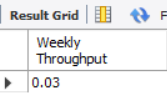 Result Grid F
Weekly
Throughput
0.03